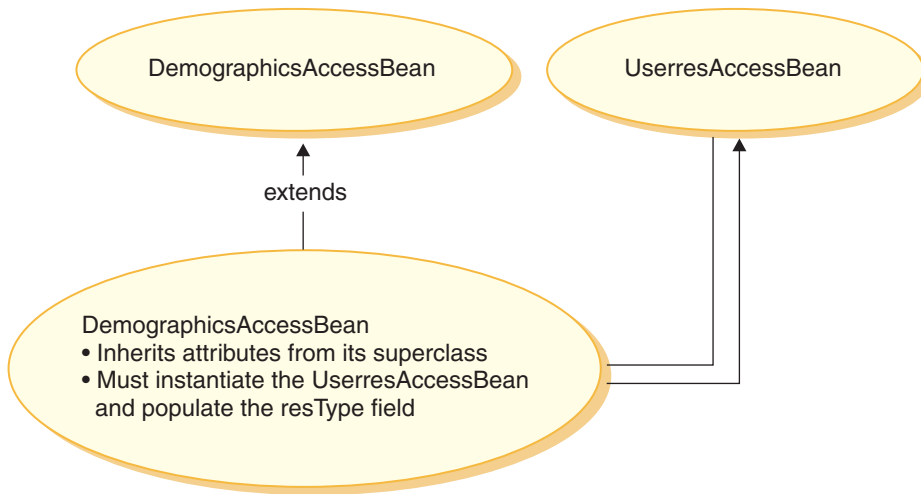 DemographicsAccessBean
UserresAccessBean
extends
DemographicsAccessBean
• Inherits attributes from its superclass
• Must instantiate the UserresAccessBean
and populate the resType field